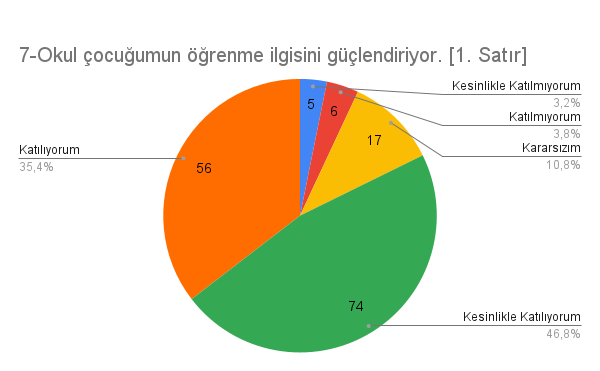 7-Okul çocuğumun öğrenme ilgisini güçlendiriyor. [1. Satır]
Kesinlikle Katılmıyorum
3,2%
Katılmıyorum
3,8%
Kararsızım
10,8%
Katılıyorum
35,4%
5
6
17
56
74
Kesinlikle Katılıyorum
46,8%